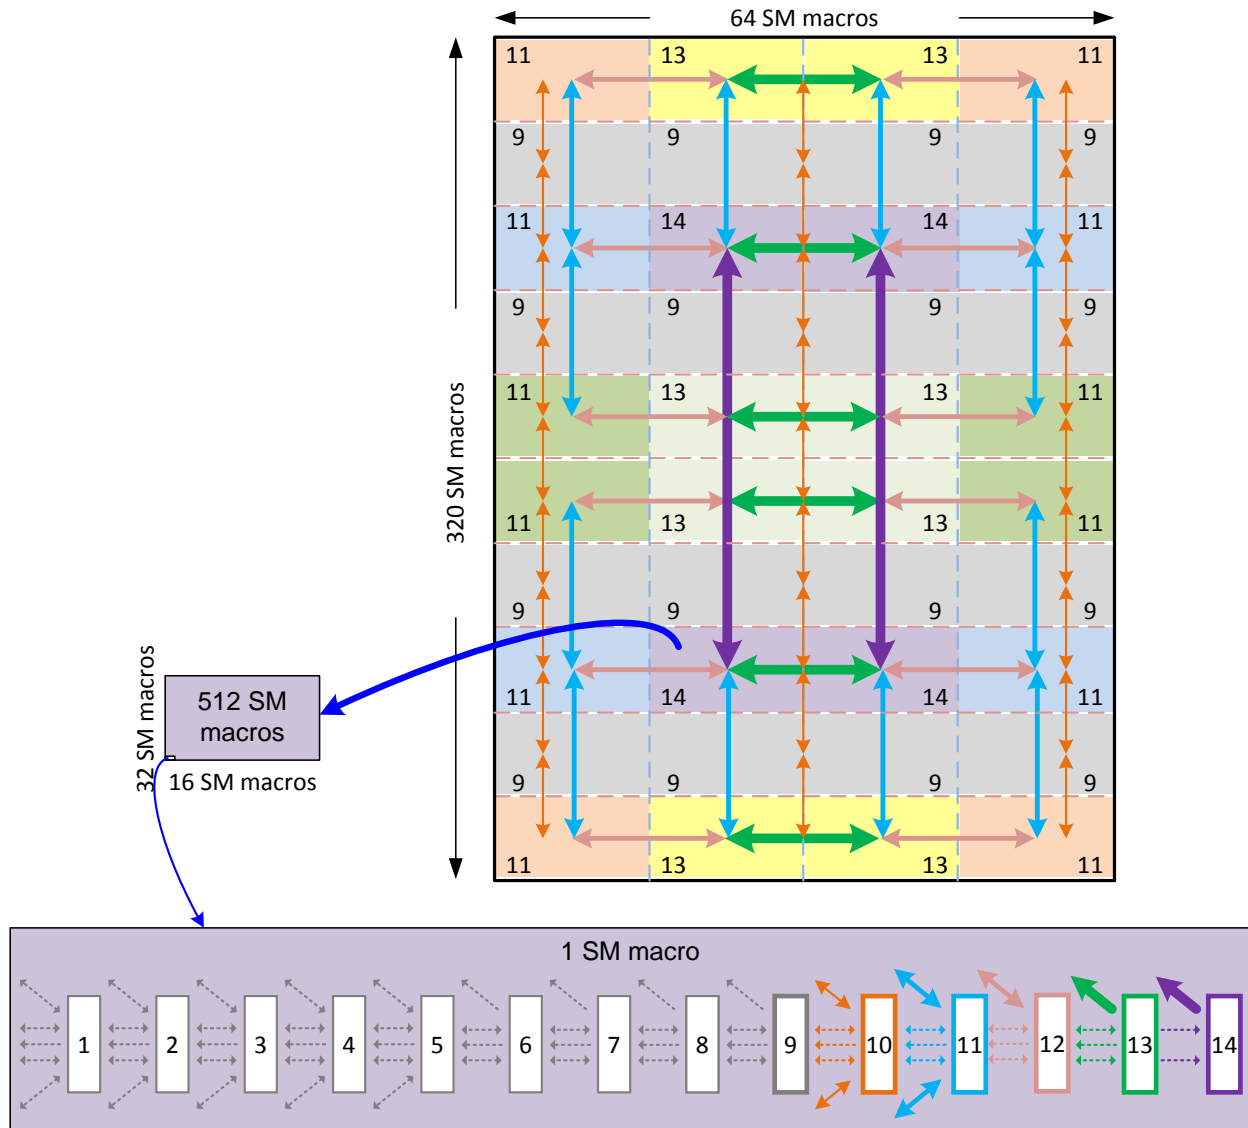 64 SM macros
11 13 13 11
9 9 9 9
11 14 14 11
9 9 9 9
320 SM macros
11 13 13 11
11 13 13 11
9 9 9 9
11 14 14 11
9 9 9 9
11 13 13 11
32 SM macros
512 SM
macros
16 SM macros
1 SM macro
1 2 3 4 5 6 7 8 9 10 11 12 13 14